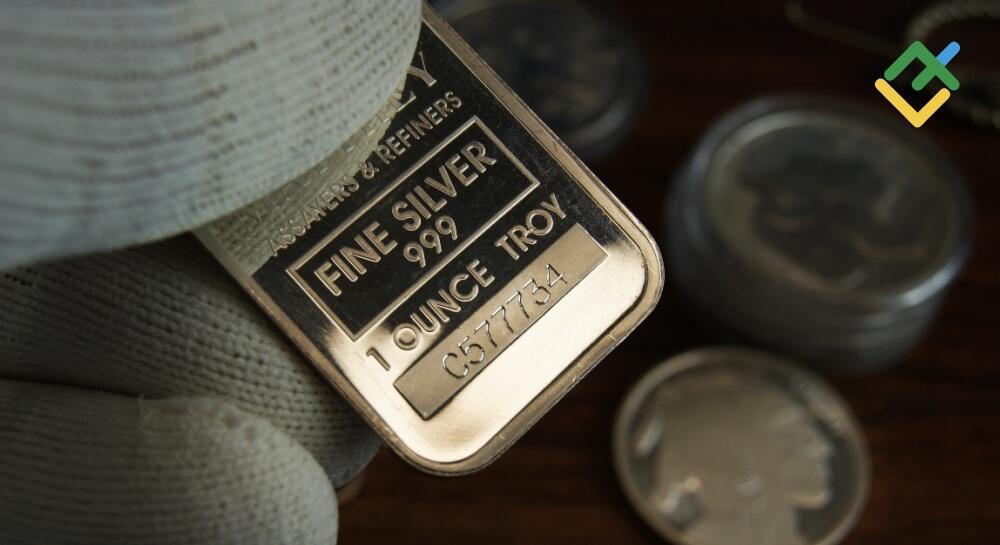 ASSAYERS & REFINERS
FINE SILVER
999
1 OUNCE TROY
C577734